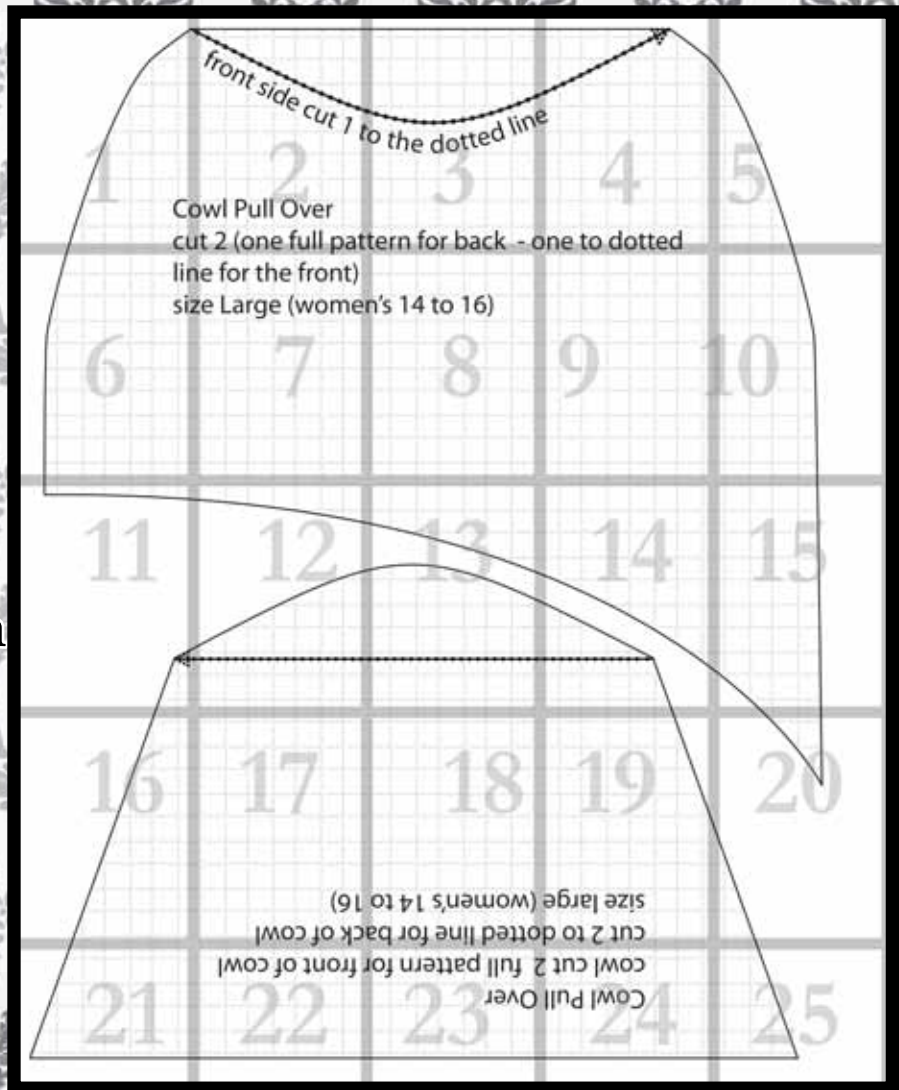 front side cut 1 to the dotted line
1 2 3 4 5
Cowl Pull Over
cut 2 (one full pattern for back - one to dotted
line for the front)
size Large (women's 14 to 16)
6 7 8 9 10
11 12 13 14 15
16 17 18 19 20
Cowl Pull Over
cowl cut 2 full pattern for front of cowl
cut 2 to dotted line for back of cowl
size large (women's 14 to 16)
21 22 23 24 25